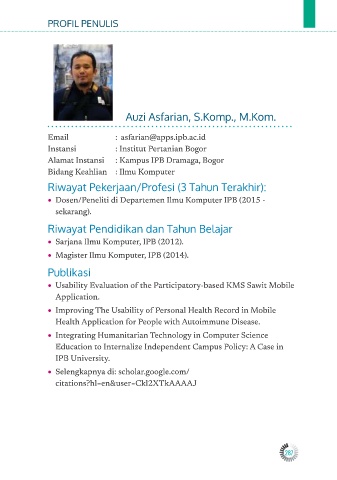 PROFIL PENULIS
Auzi Asfarian, S.Komp., M.Kom.
Email : asfarian@apps.ipb.ac.id
Instansi : Institut Pertanian Bogor
Alamat Instansi : Kampus IPB Dramaga, Bogor
Bidang Keahlian : Ilmu Komputer
Riwayat Pekerjaan/Profesi (3 Tahun Terakhir):
• Dosen/Peneliti di Departemen Ilmu Komputer IPB (2015 -
sekarang).
Riwayat Pendidikan dan Tahun Belajar
• Sarjana Ilmu Komputer, IPB (2012).
• Magister Ilmu Komputer, IPB (2014).
Publikasi
• Usability Evaluation of the Participatory-based KMS Sawit Mobile
Application.
• Improving The Usability of Personal Health Record in Mobile
Health Application for People with Autoimmune Disease.
• Integrating Humanitarian Technology in Computer Science
Education to Internalize Independent Campus Policy: A Case in
IPB University.
• Selengkapnya di: scholar.google.com/
citations?hl=en&user=CkI2XTkAAAAJ
287